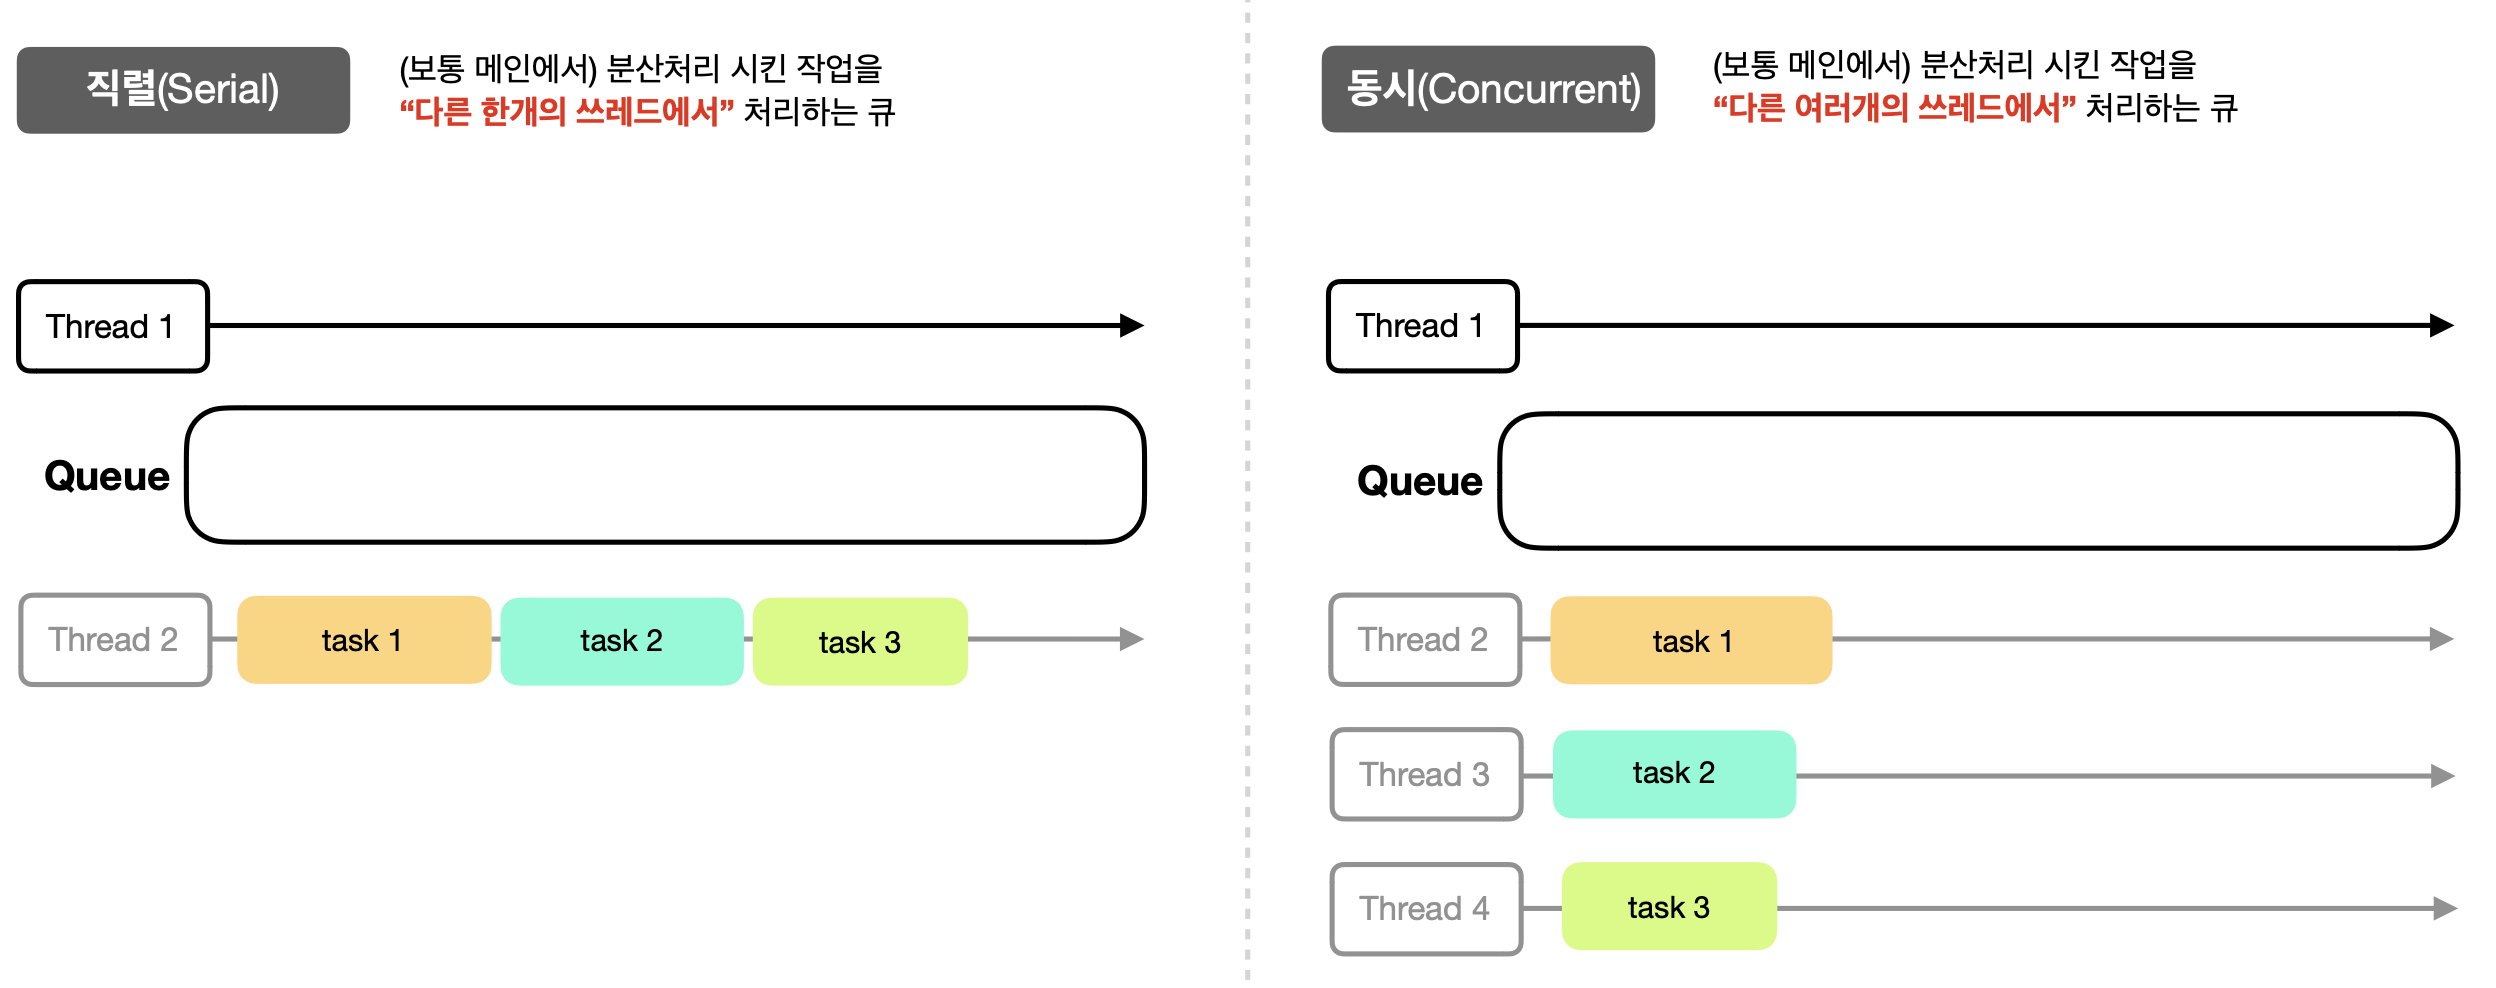 직렬(Serial)
(보통 메인에서) 분산처리 시킨 작업을
“다른 한개의 쓰레드에서” 처리하는 큐
Thread 1
Queue
Thread 2
task 1
task 2
task 3
동시(Concurrent)
(보통 메인에서) 분산처리 시킨 작업을
“다른 여러개의 쓰레드에서” 처리하는 큐
Thread 1
Queue
Thread 2
task 1
Thread 3
task 2
Thread 4
task 3